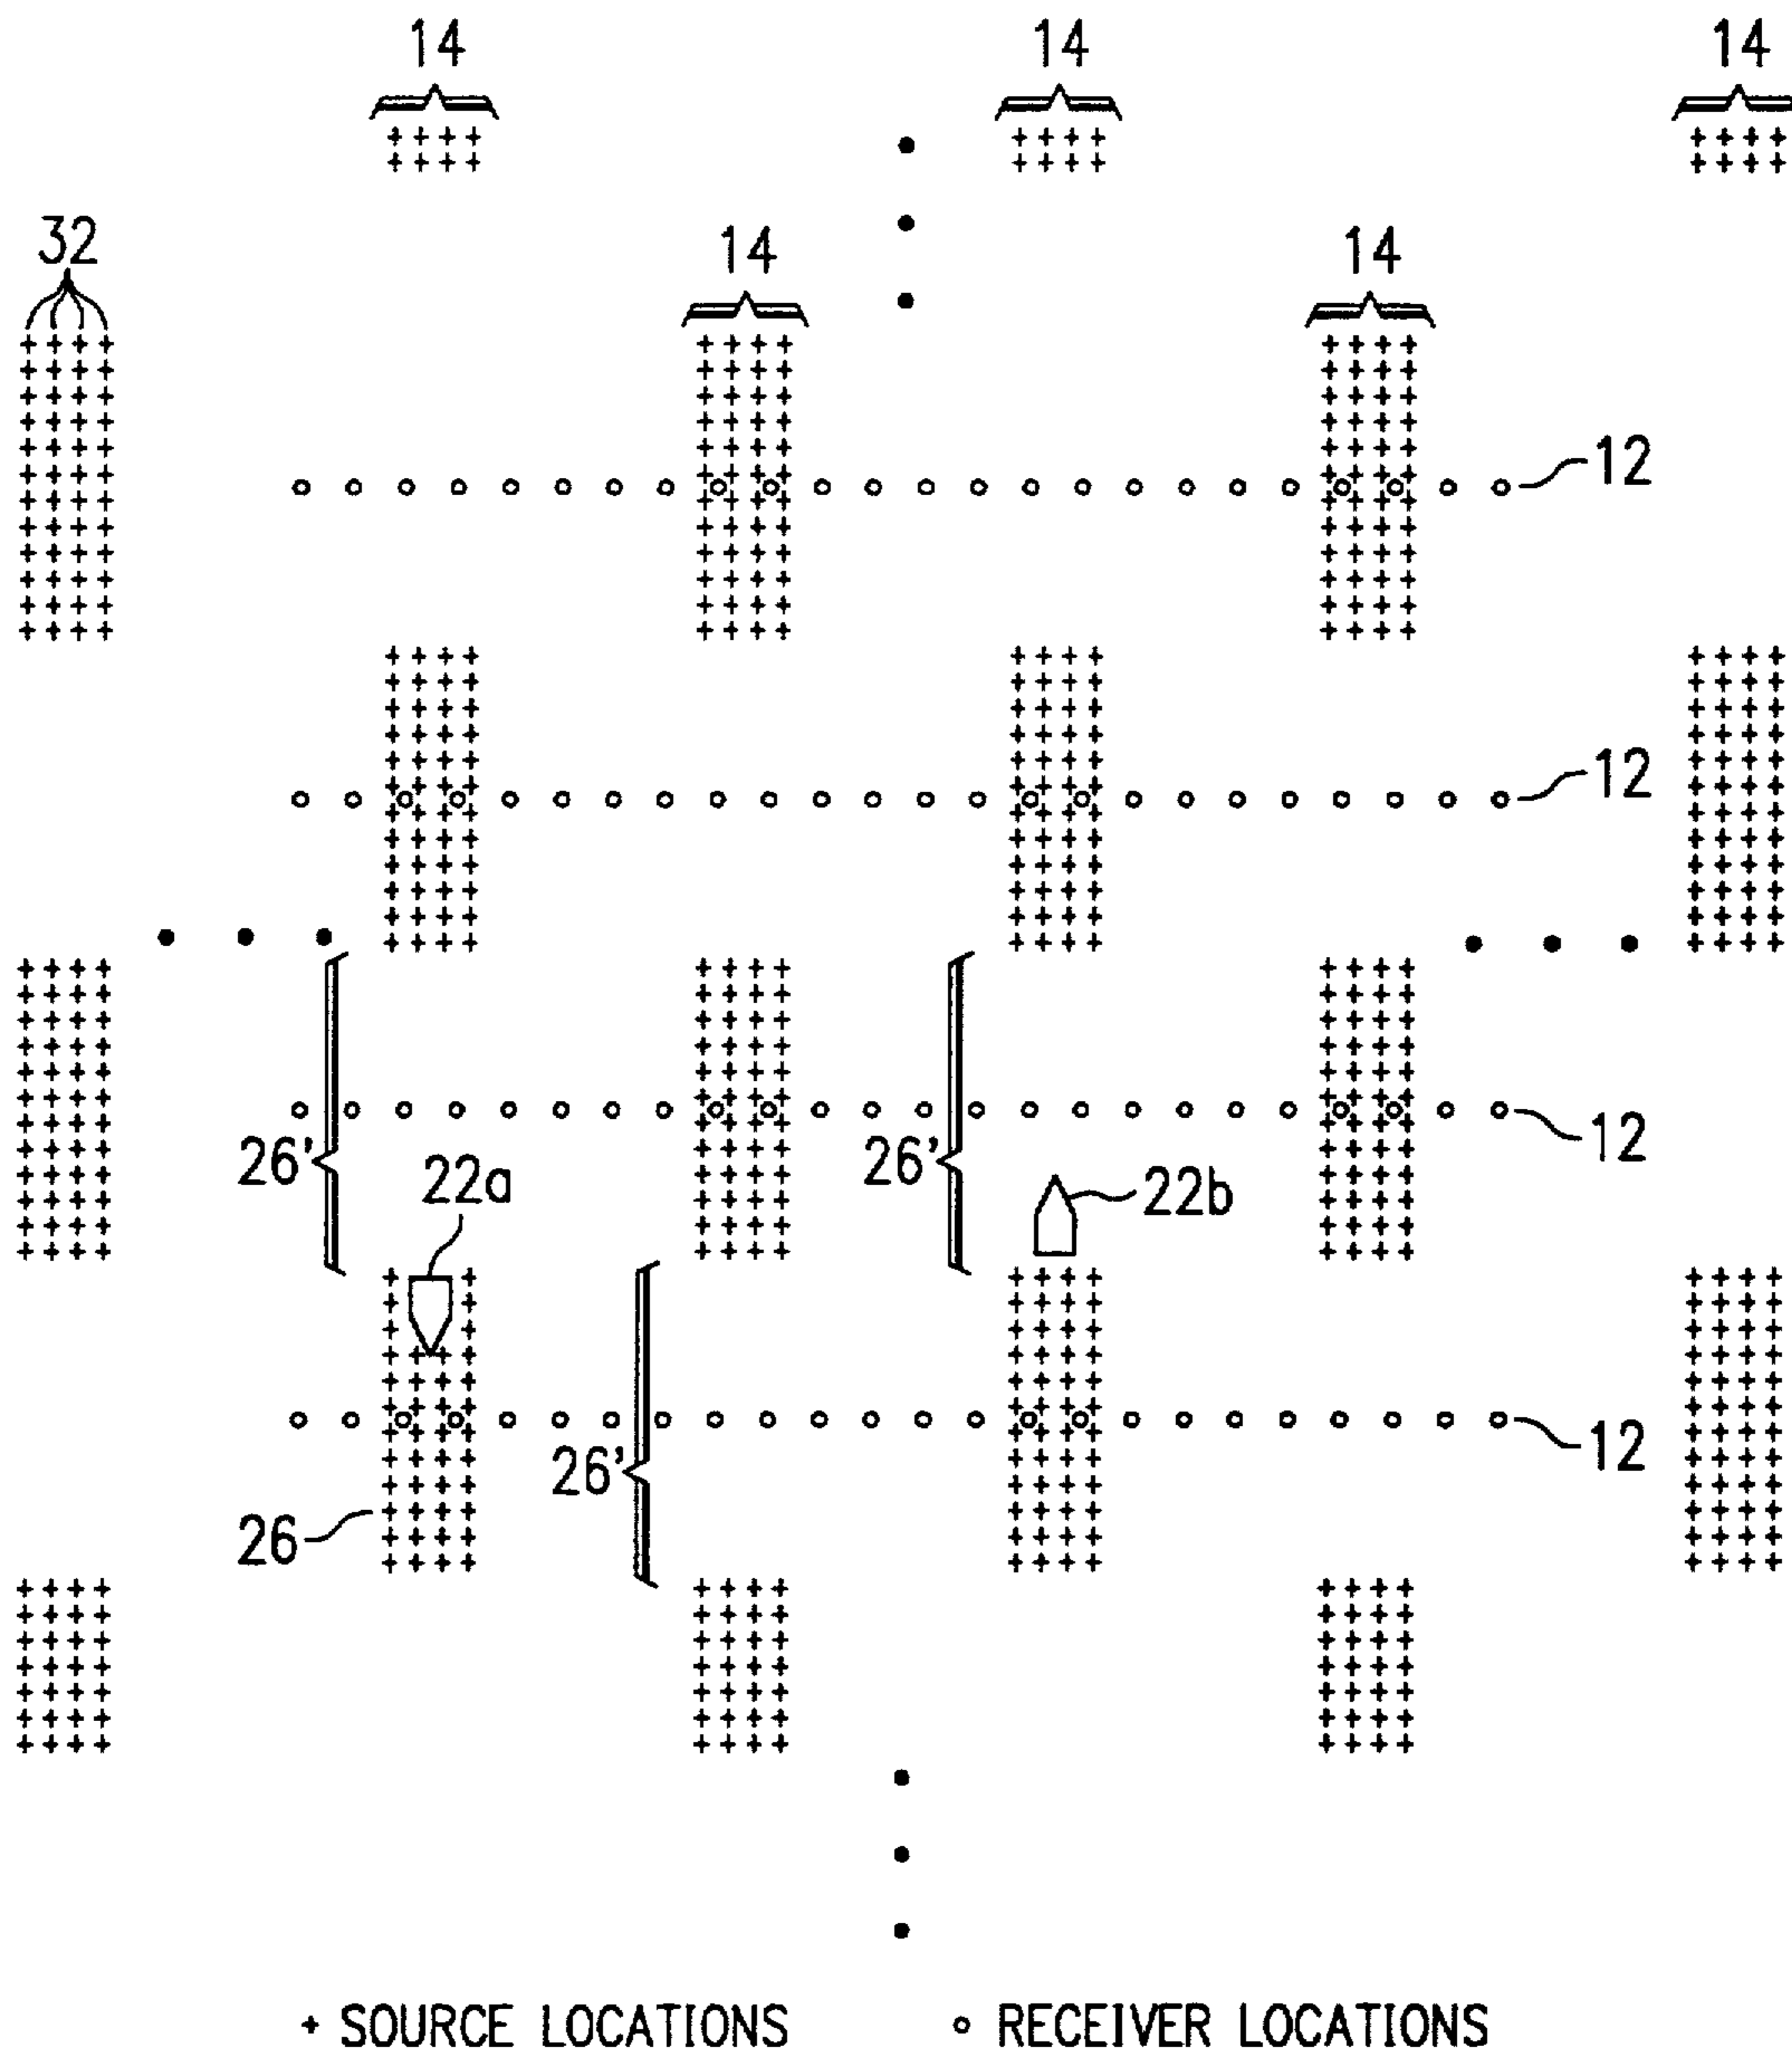 14 14 14
32 14 14
12
12
26' 26' 12
22a 22b
26' 12
26
+ SOURCE LOCATIONS o RECEIVER LOCATIONS